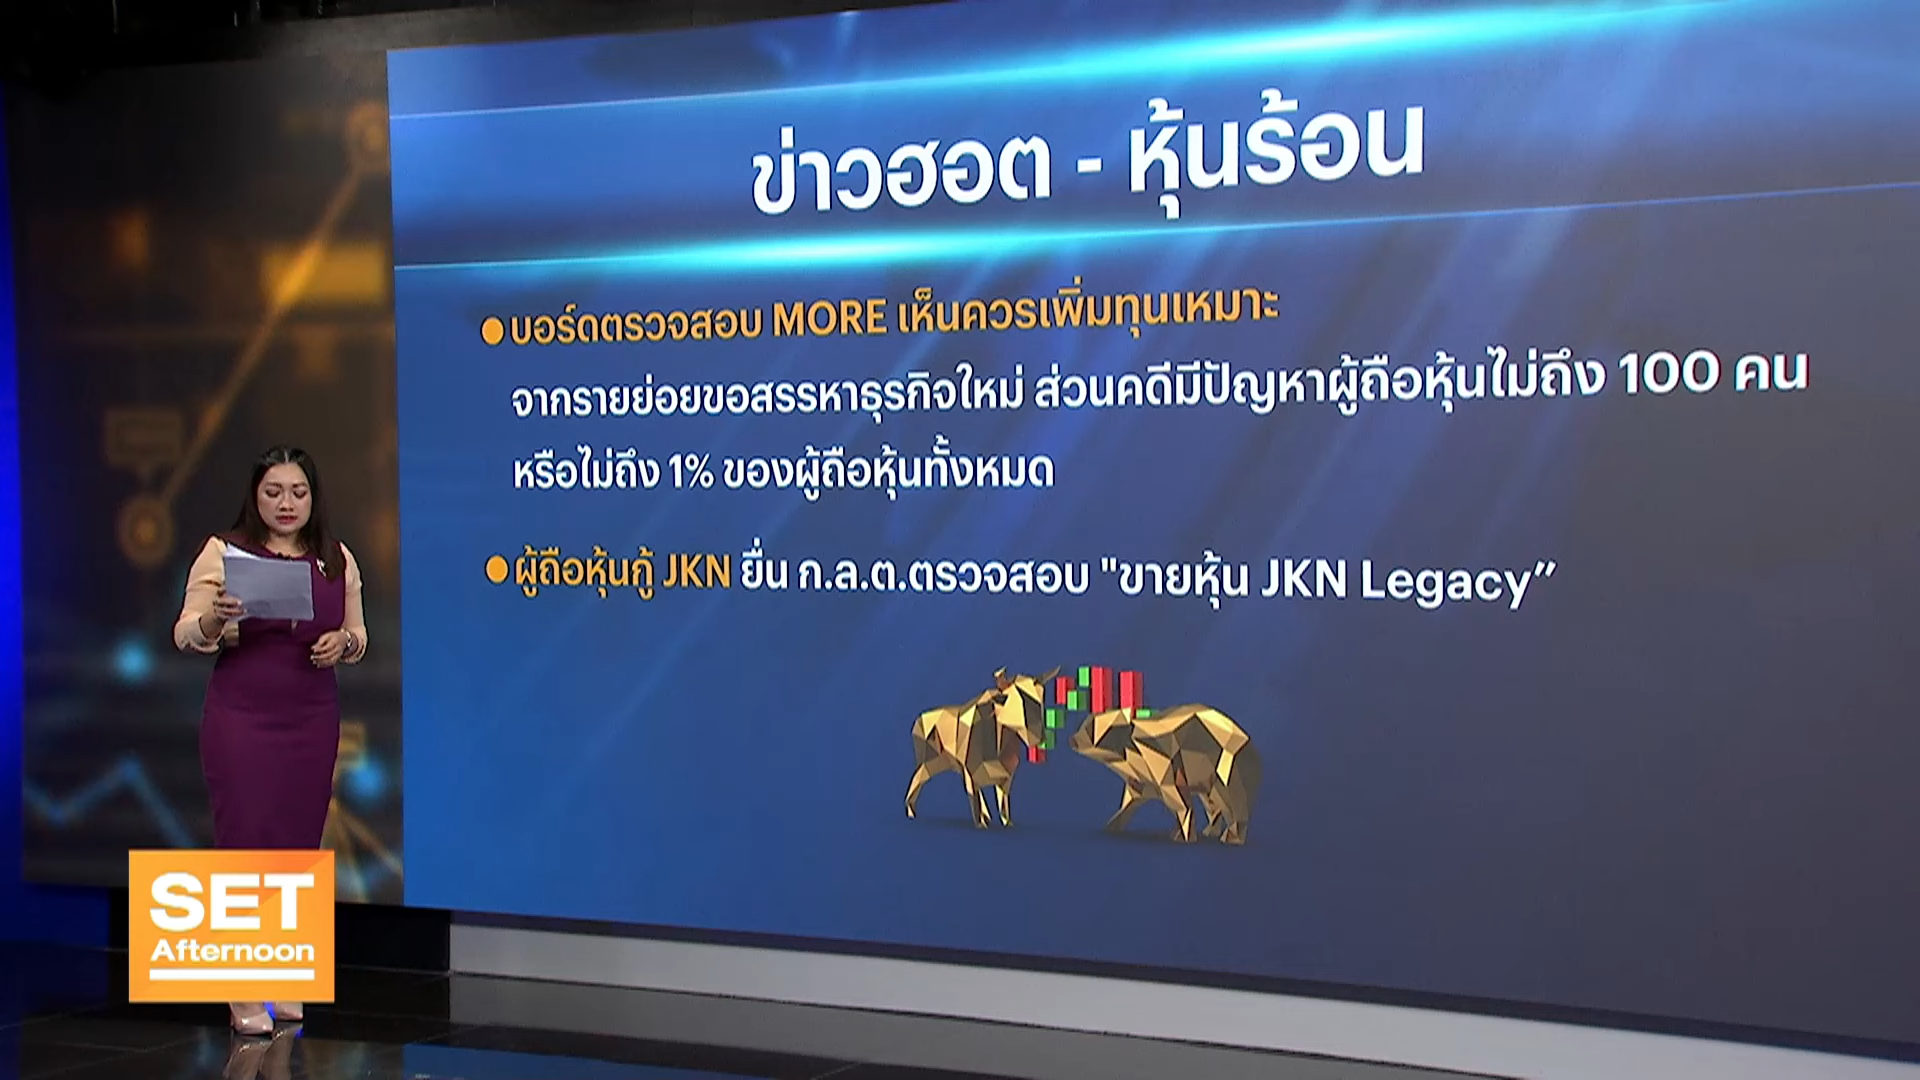 ข่าวฮอต - หุ้นร้อน
●บอร์ดตรวจสอบ MORE เห็นควรเพิ่มทุนเหมาะ
จากรายย่อยขอสรรหาธุรกิจใหม่ ส่วนคดีมีปัญหาผู้ถือหุ้นไม่ถึง 100 คน
หรือไม่ถึง 1% ของผู้ถือหุ้นทั้งหมด
●ผู้ถือหุ้นกู้ JKN ยื่น ก.ล.ต.ตรวจสอบ "ขายหุ้น JKN Legacy”
SET
Afternoon